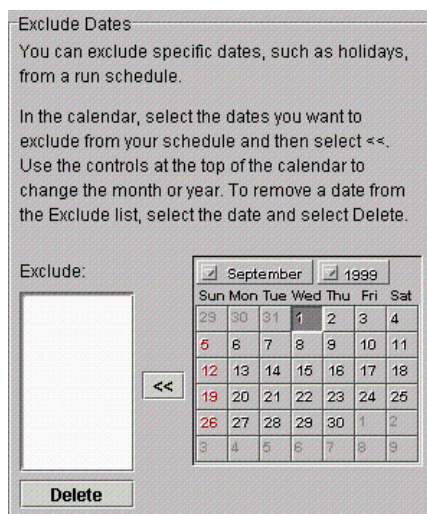 Exclude Dates
You can exclude specific dates, such as holidays,
from a run schedule.
In the calendar, select the dates you want to
exclude from your schedule and then select <<.
Use the controls at the top of the calendar to
change the month or year. To remove a date from
the Exclude list, select the date and select Delete.
Exclude:
September 1999
Sun Mon Tue Wed Thu Fri Sat
29 30 31 1 2 3 4
5 6 7 8 9 10 11
12 13 14 15 16 17 18
<<
19 20 21 22 23 24 25
26 27 28 29 30 1 2
3 4 5 6 7 8 9
Delete